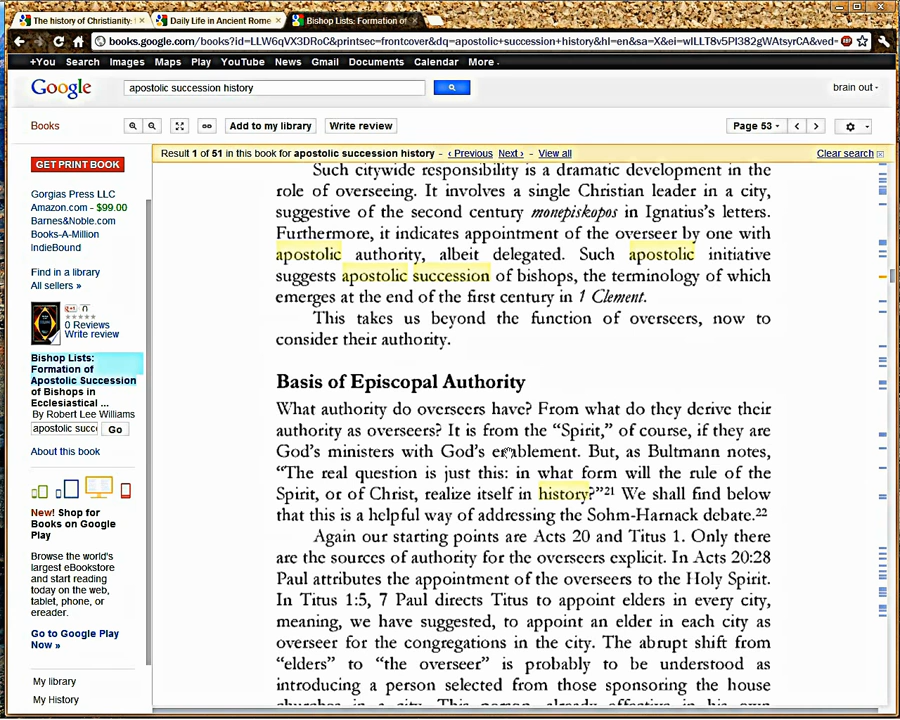 The history of Christianity:
Daily Life in Ancient Rome
Bishop Lists: Formation of
books.google.com/books?id=LLW6qVX3DRoC&printsec=frontcover&dq=apostolic+succession+history&hl=en&sa=X&ei=wILLT8v5PI382gWAtsyrCA&ved=
+You Search Images Maps Play YouTube News Gmail Documents Calendar More
Google
apostolic succession history
brain out
Books
Add to my library
Write review
Page 53
Result 1 of 51 in this book for apostolic succession history - ‹ Previous Next › - View all
Clear search
GET PRINT BOOK
Gorgias Press LLC
Amazon.com - $99.00
Barnes&Noble.com
Books-A-Million
IndieBound
Find in a library
All sellers »
0
0 Reviews
Write review
Bishop Lists:
Formation of
Apostolic Succession
of Bishops in
Ecclesiastical ...
By Robert Lee Williams
apostolic succ
Go
About this book
New! Shop for
Books on Google
Play
Browse the world's
largest eBookstore
and start reading
today on the web,
tablet, phone, or
ereader.
Go to Google Play
Now »
My library
My History
Such citywide responsibility is a dramatic development in the
role of overseeing. It involves a single Christian leader in a city,
suggestive of the second century monepiskopos in Ignatius's letters.
Furthermore, it indicates appointment of the overseer by one with
apostolic authority, albeit delegated. Such apostolic initiative
suggests apostolic succession of bishops, the terminology of which
emerges at the end of the first century in 1 Clement.
This takes us beyond the function of overseers, now to
consider their authority.
Basis of Episcopal Authority
What authority do overseers have? From what do they derive their
authority as overseers? It is from the “Spirit,” of course, if they are
God's ministers with God's enablement. But, as Bultmann notes,
“The real question is just this: in what form will the rule of the
Spirit, or of Christ, realize itself in history?”21 We shall find below
that this is a helpful way of addressing the Sohm-Harnack debate.22
Again our starting points are Acts 20 and Titus 1. Only there
are the sources of authority for the overseers explicit. In Acts 20:28
Paul attributes the appointment of the overseers to the Holy Spirit.
In Titus 1:5, 7 Paul directs Titus to appoint elders in every city,
meaning, we have suggested, to appoint an elder in each city as
overseer for the congregations in the city. The abrupt shift from
“elders” to “the overseer” is probably to be understood as
introducing a person selected from those sponsoring the house
churches in a city. This person, already effective in his own